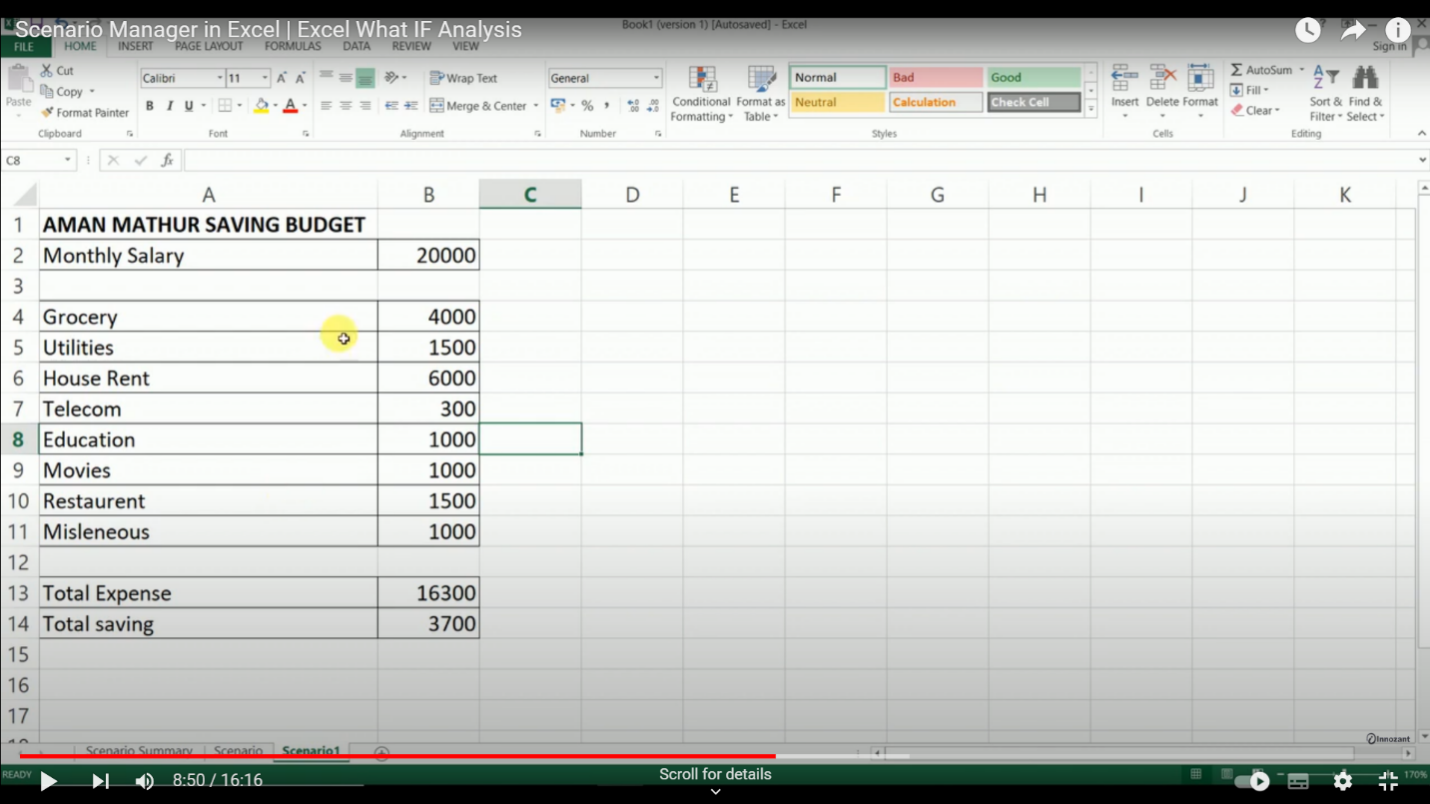 Scenario Manager in Excel | Excel What IF Analysis
Book1 (version 1) [Autosaved] - Excel
Sign in
FILE HOME INSERT PAGE LAYOUT FORMULAS DATA REVIEW VIEW
Paste
Cut
Copy
Format Painter
Clipboard
Calibri 11
B I U
Font
Wrap Text
Merge & Center
Alignment
General
%
Number
Conditional Formatting
Format as Table
Normal Bad Good
Neutral Calculation Check Cell
Styles
Insert Delete Format
Cells
AutoSum
Fill
Clear
Sort & Filter
Find & Select
Editing
C8 fx
A B C D E F G H I J K
1 AMAN MATHUR SAVING BUDGET
2 Monthly Salary 20000
3
4 Grocery 4000
5 Utilities 1500
6 House Rent 6000
7 Telecom 300
8 Education 1000
9 Movies 1000
10 Restaurent 1500
11 Misleneous 1000
12
13 Total Expense 16300
14 Total saving 3700
15
16
17
Innozant
Scenario Summary Scenario Scenario1
READY
170%
8:50 / 16:16
Scroll for details